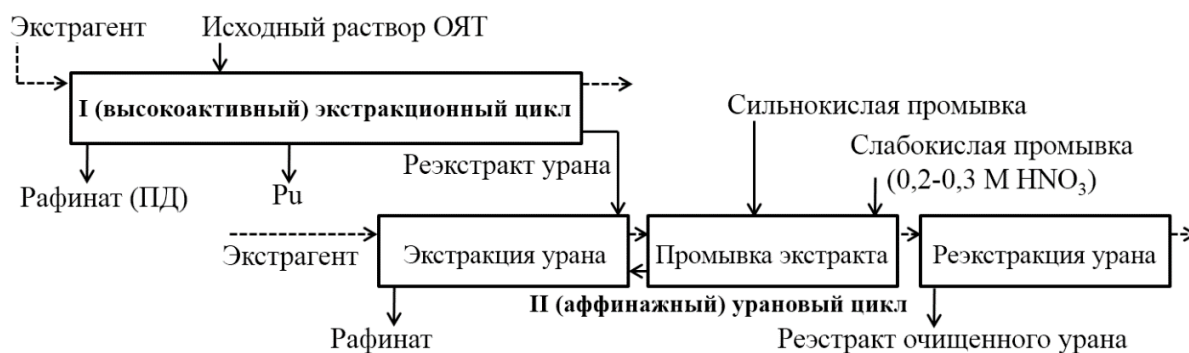 Экстрагент
Исходный раствор ОЯТ
I (высокоактивный) экстракционный цикл
Сильнокислая промывка
Слабокислая промывка
(0,2-0,3 М HNO₃)
Реэкстракт урана
Рафинат (ПД)
Pu
Экстрагент
Экстракция урана
Промывка экстракта
Реэкстракция урана
II (аффинажный) урановый цикл
Рафинат
Реэстракт очищенного урана